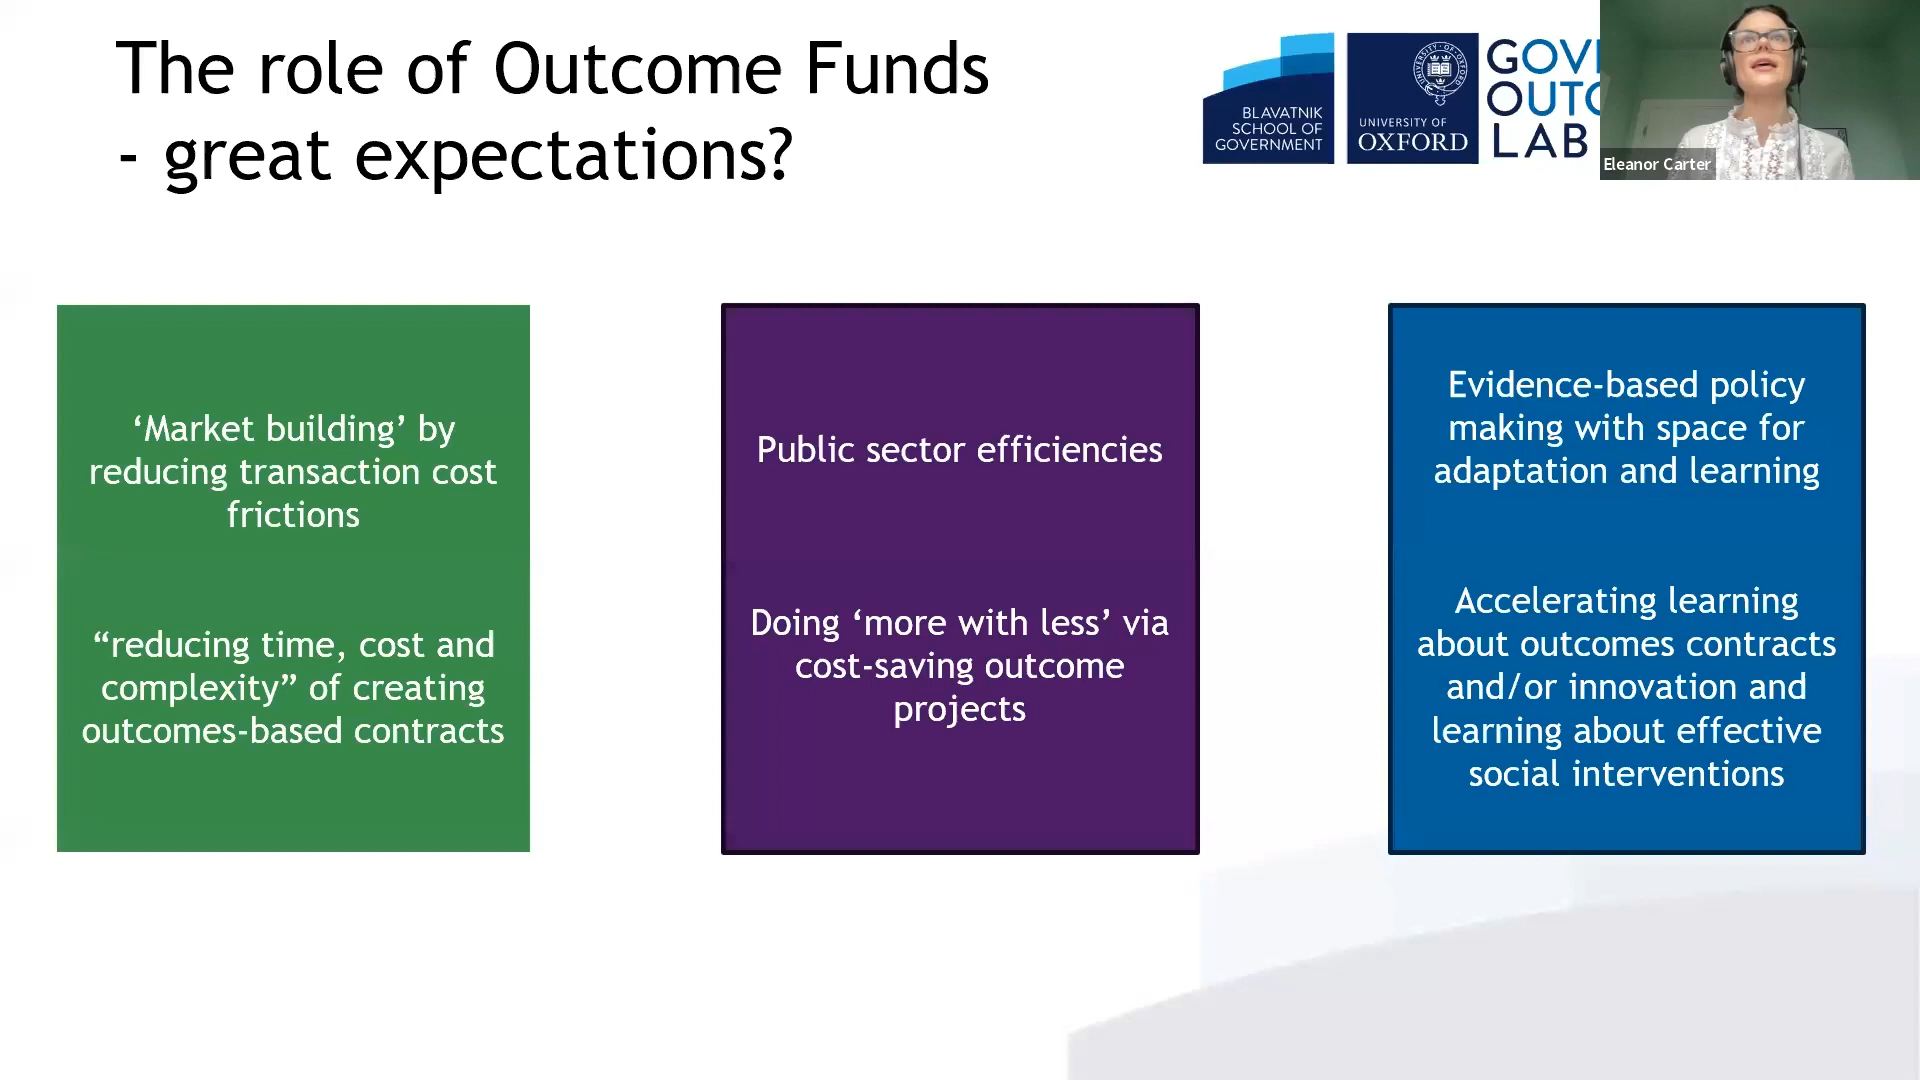 The role of Outcome Funds
- great expectations?
BLAVATNIK
SCHOOL OF
GOVERNMENT
UNIVERSITY OF
OXFORD
LAB
Eleanor Carter
‘Market building’ by
reducing transaction cost
frictions
“reducing time, cost and
complexity” of creating
outcomes-based contracts
Public sector efficiencies
Doing ‘more with less’ via
cost-saving outcome
projects
Evidence-based policy
making with space for
adaptation and learning
Accelerating learning
about outcomes contracts
and/or innovation and
learning about effective
social interventions